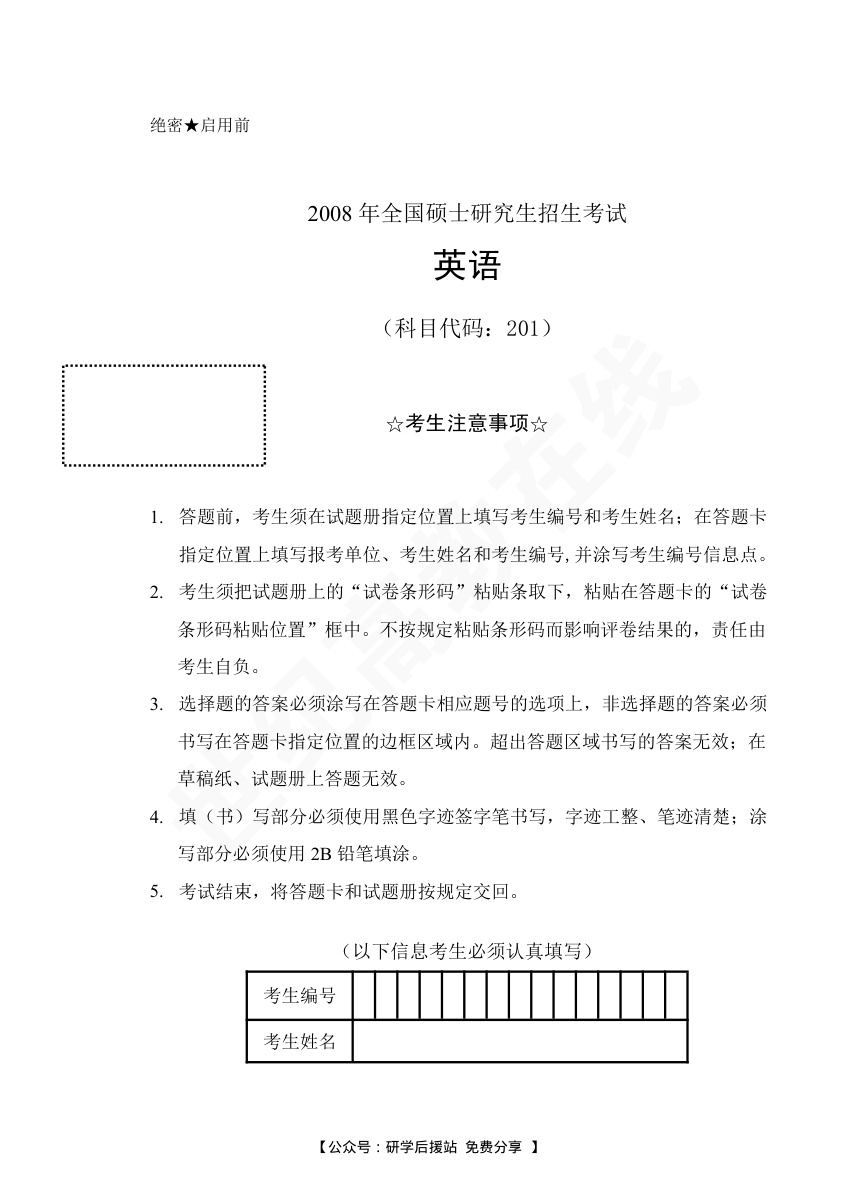 绝密★启用前
2008 年全国硕士研究生招生考试
英语
（科目代码：201）
☆考生注意事项☆
1. 答题前，考生须在试题册指定位置上填写考生编号和考生姓名；在答题卡
指定位置上填写报考单位、考生姓名和考生编号,并涂写考生编号信息点。
2. 考生须把试题册上的“试卷条形码”粘贴条取下，粘贴在答题卡的“试卷
条形码粘贴位置”框中。不按规定粘贴条形码而影响评卷结果的，责任由
考生自负。
3. 选择题的答案必须涂写在答题卡相应题号的选项上，非选择题的答案必须
书写在答题卡指定位置的边框区域内。超出答题区域书写的答案无效；在
草稿纸、试题册上答题无效。
4. 填（书）写部分必须使用黑色字迹签字笔书写，字迹工整、笔迹清楚；涂
写部分必须使用 2B 铅笔填涂。
5. 考试结束，将答题卡和试题册按规定交回。
（以下信息考生必须认真填写）
考生编号
考生姓名
【公众号：研学后援站 免费分享 】
世纪高教在线